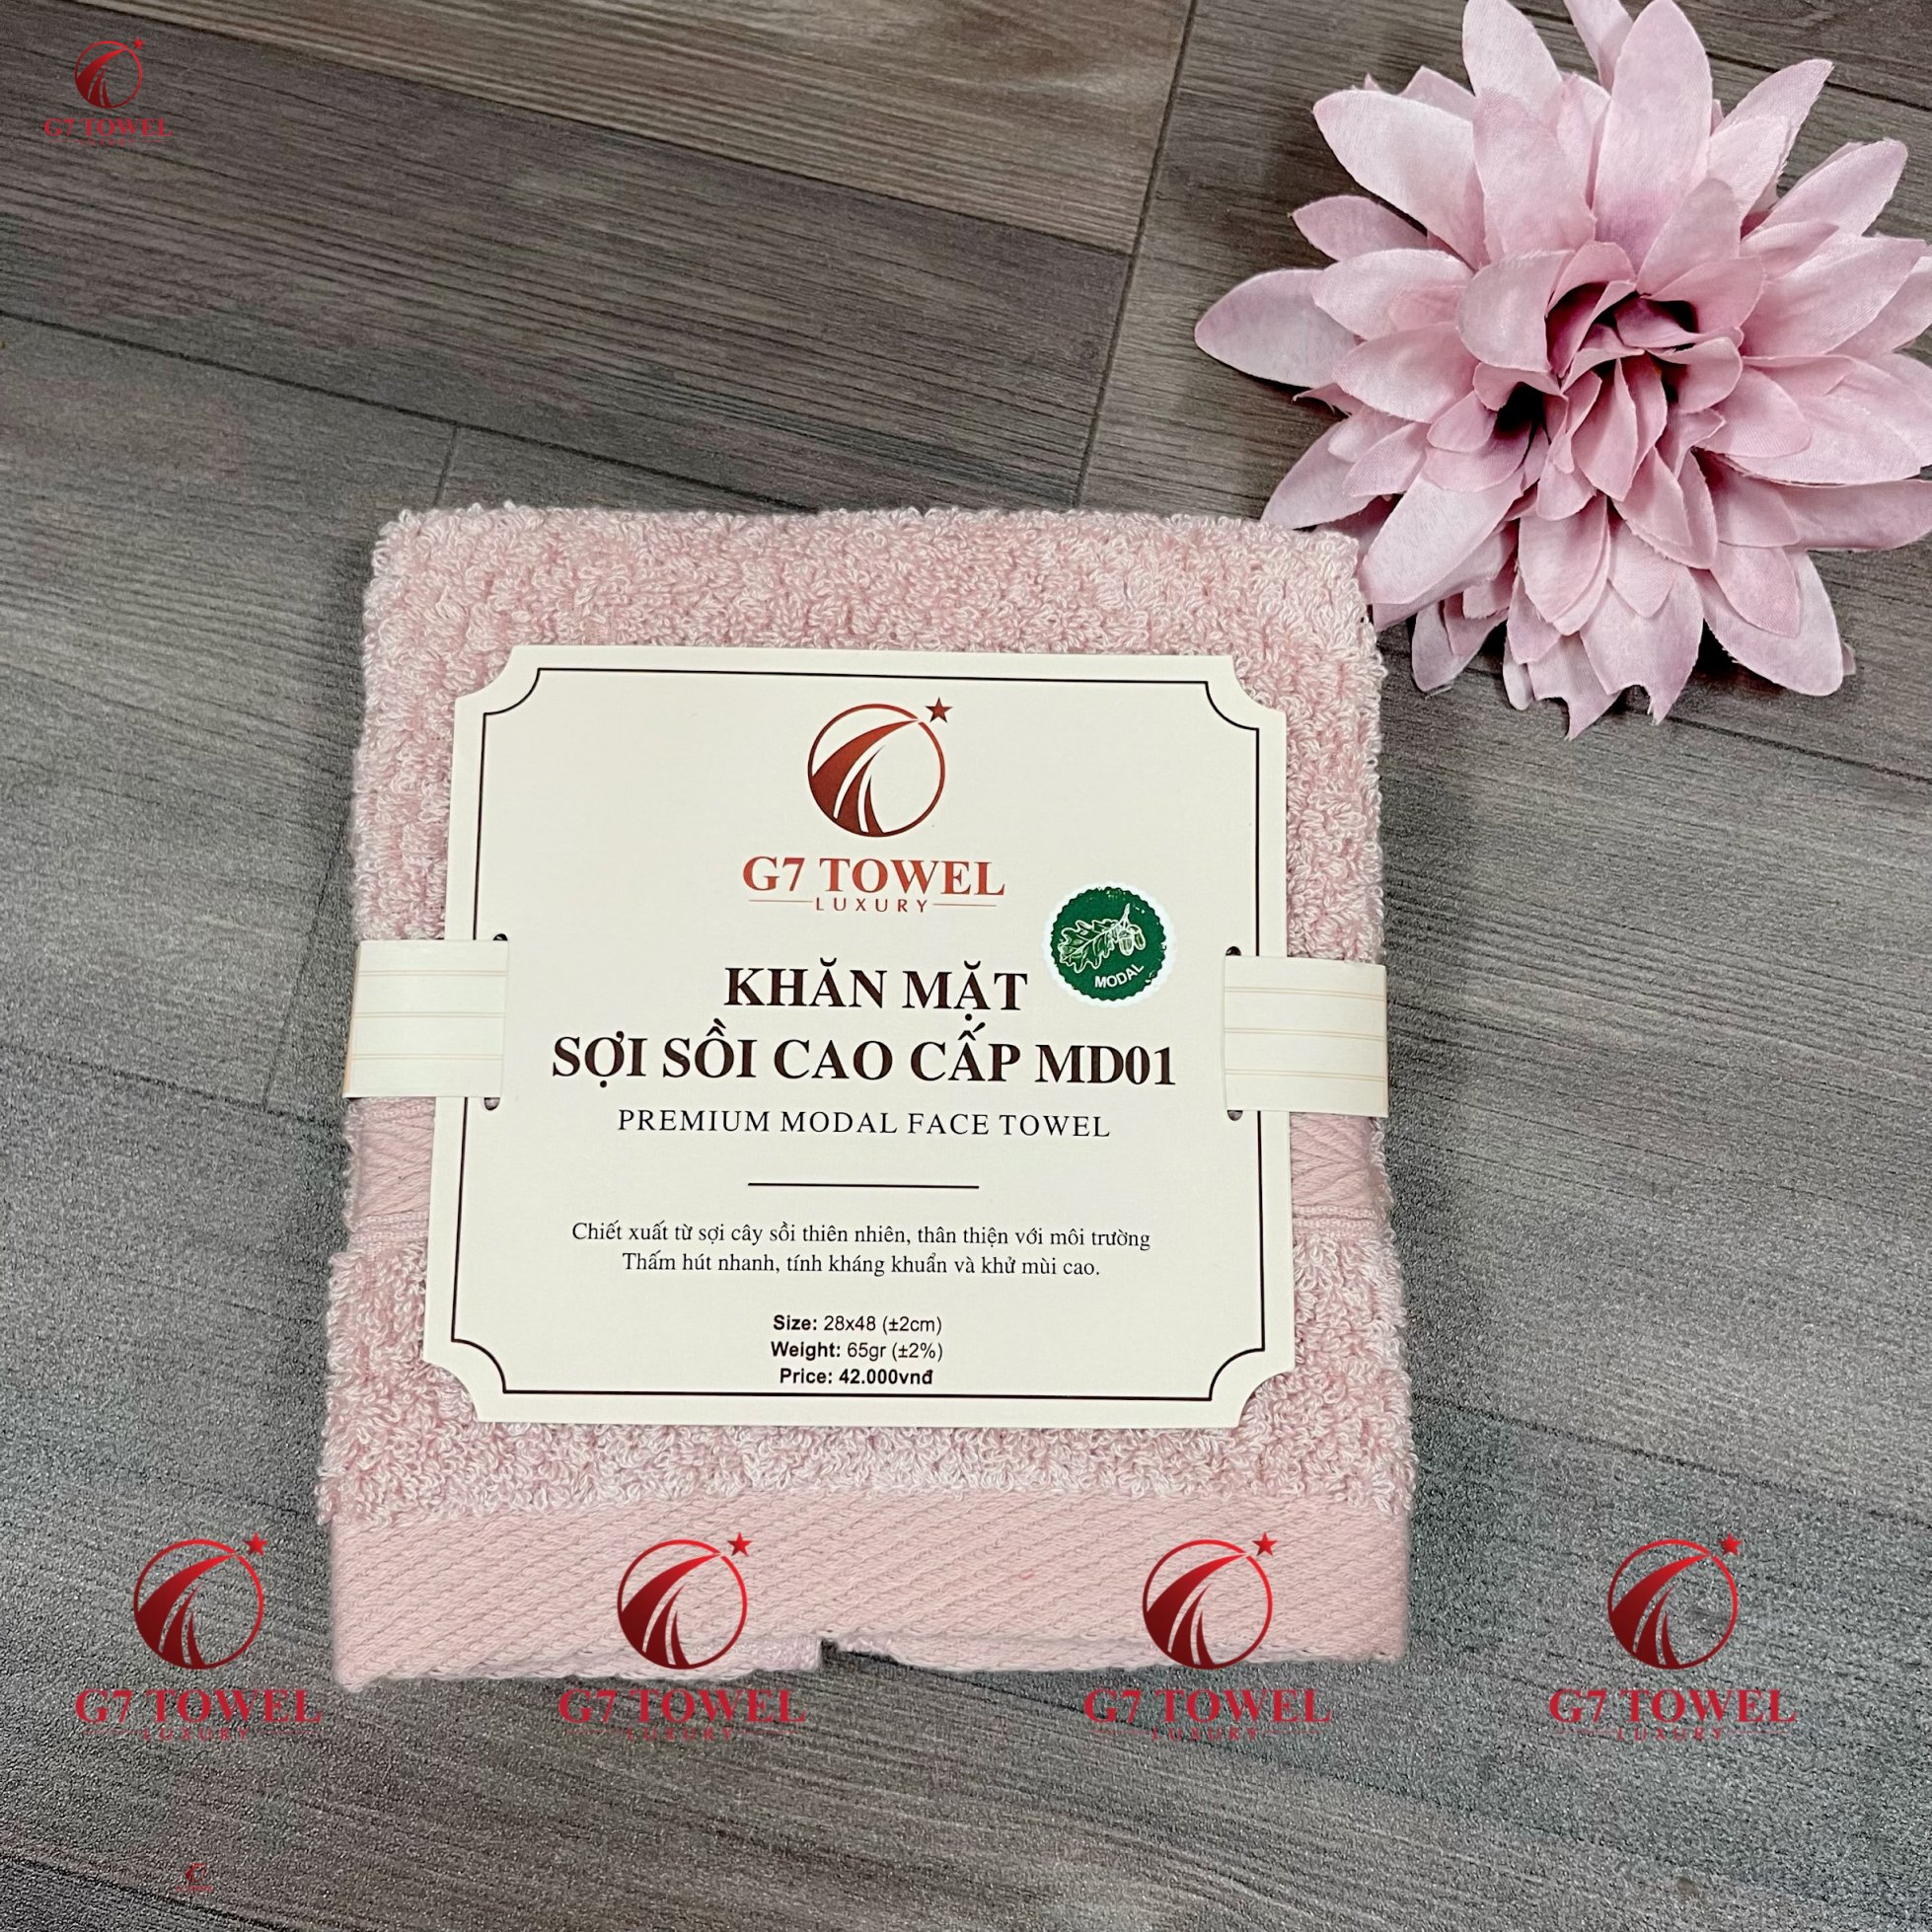 G7 TOWEL
G7 TOWEL
LUXURY
MODAL
KHĂN MẶT
SỢI SỒI CAO CẤP MD01
PREMIUM MODAL FACE TOWEL
Chiết xuất từ sợi cây sồi thiên nhiên, thân thiện với môi trường
Thấm hút nhanh, tính kháng khuẩn và khử mùi cao.
Size: 28x48 (±2cm)
Weight: 65gr (±2%)
Price: 42.000vnđ
G7 TOWEL
LUXURY
G7 TOWEL
LUXURY
G7 TOWEL
LUXURY
G7 TOWEL
LUXURY